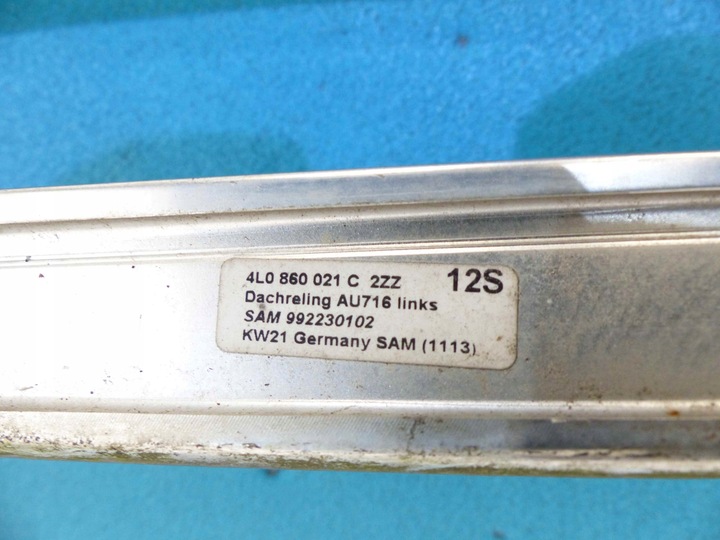 4L0 860 021 C 2ZZ 12S
Dachreling AU716 links
SAM 992230102
KW21 Germany SAM (1113)